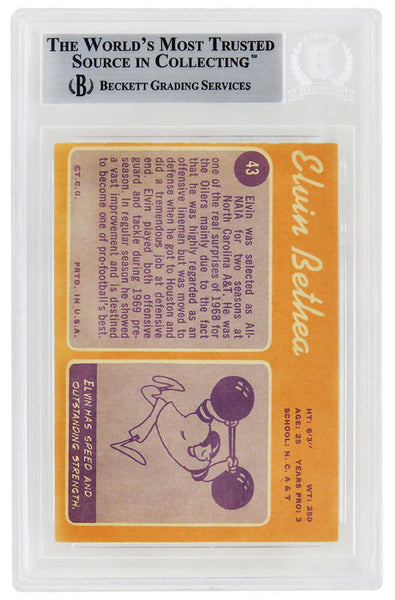 THE WORLD'S MOST TRUSTED
SOURCE IN COLLECTING™
B BECKETT GRADING SERVICES
Elvin Bethea
HT: 6'3" WT: 250
AGE: 25 YEARS PRO: 3
SCHOOL: N. C. A & T
43
Elvin was selected as All-
NAIA for two seasons at
North Carolina A&T. He was
one of the real surprises of 1968 for
the Oilers mainly due to the fact
that he was highly regarded as an
offensive lineman but was moved to
defense when he got to Houston and
did a tremendous job at defensive
end. Elvin played both offensive
guard and tackle during 1969 pre-
season. In regular season he showed
a vast improvement and is destined
to become one of pro-football's best.
©T.C.G. PRTD. IN U.S.A.
ELVIN HAS SPEED AND
OUTSTANDING STRENGTH.